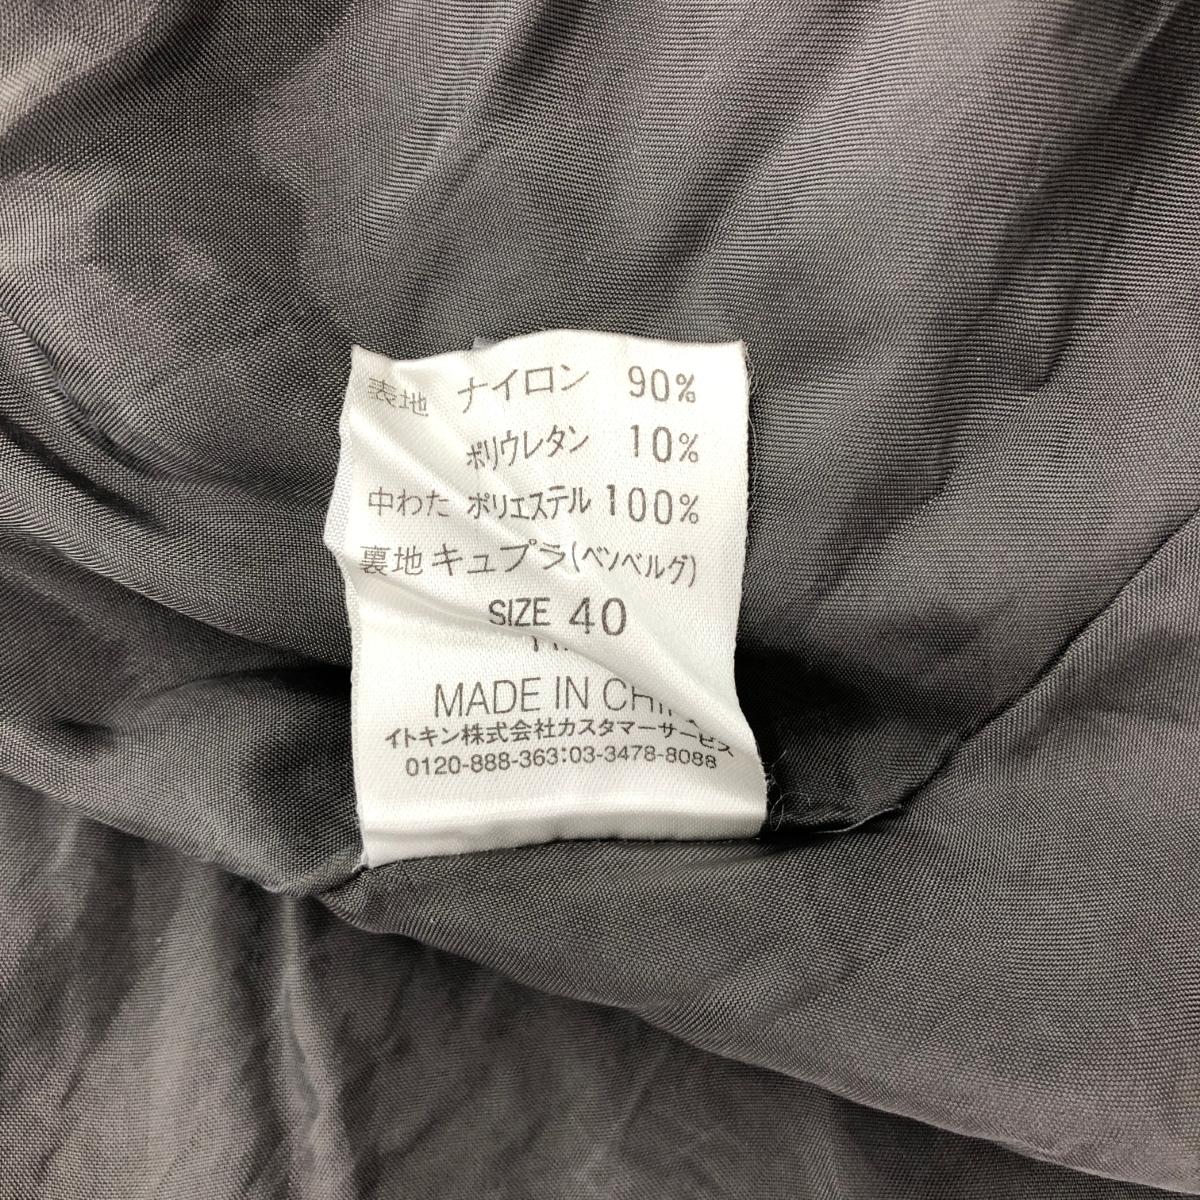 表地 ナイロン 90%
ポリウレタン 10%
中わた ポリエステル 100%
裏地 キュプラ(ベンベルグ)
SIZE 40
MADE IN
イトキン株式会社カスタマーサービス
0120-888-363:03-3478-8088